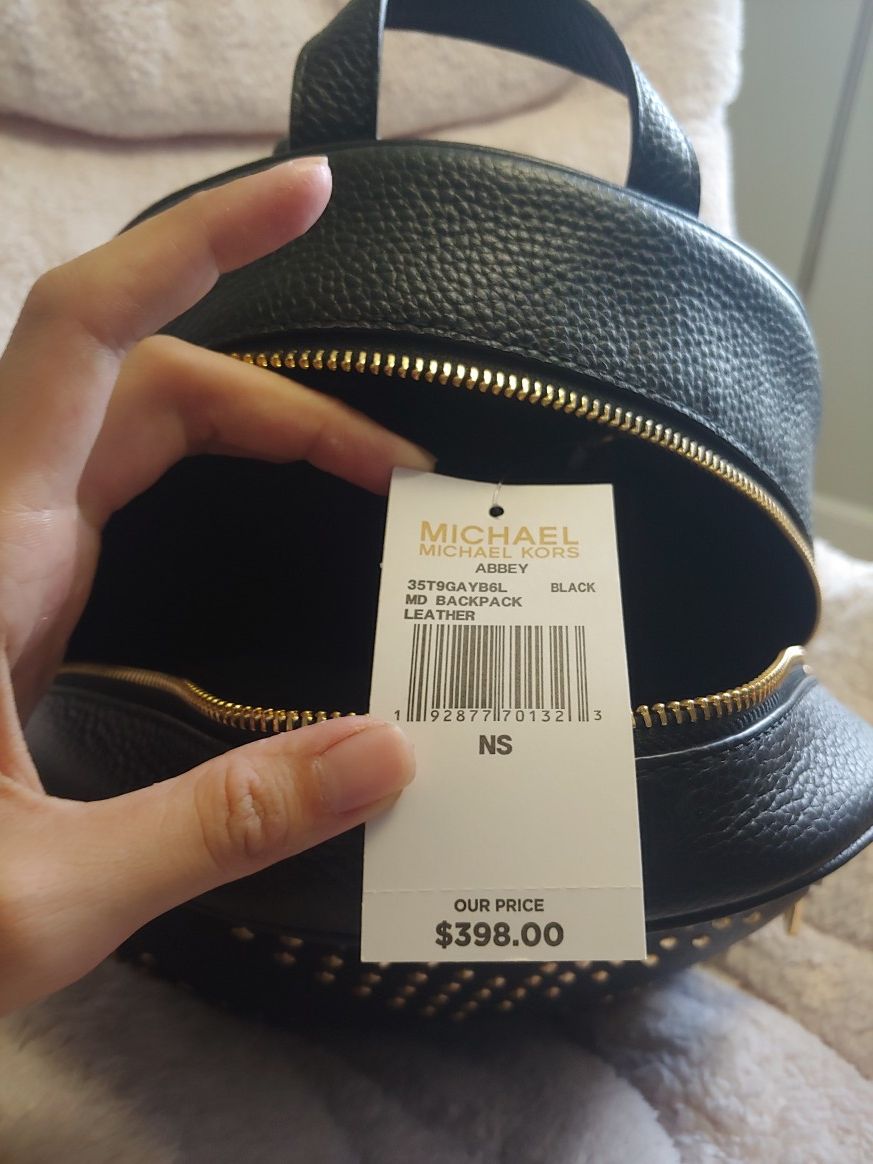 MICHAEL
MICHAEL KORS
ABBEY
35T9GAYB6L BLACK
MD BACKPACK
LEATHER
1 92877 70132 3
NS
OUR PRICE
$398.00